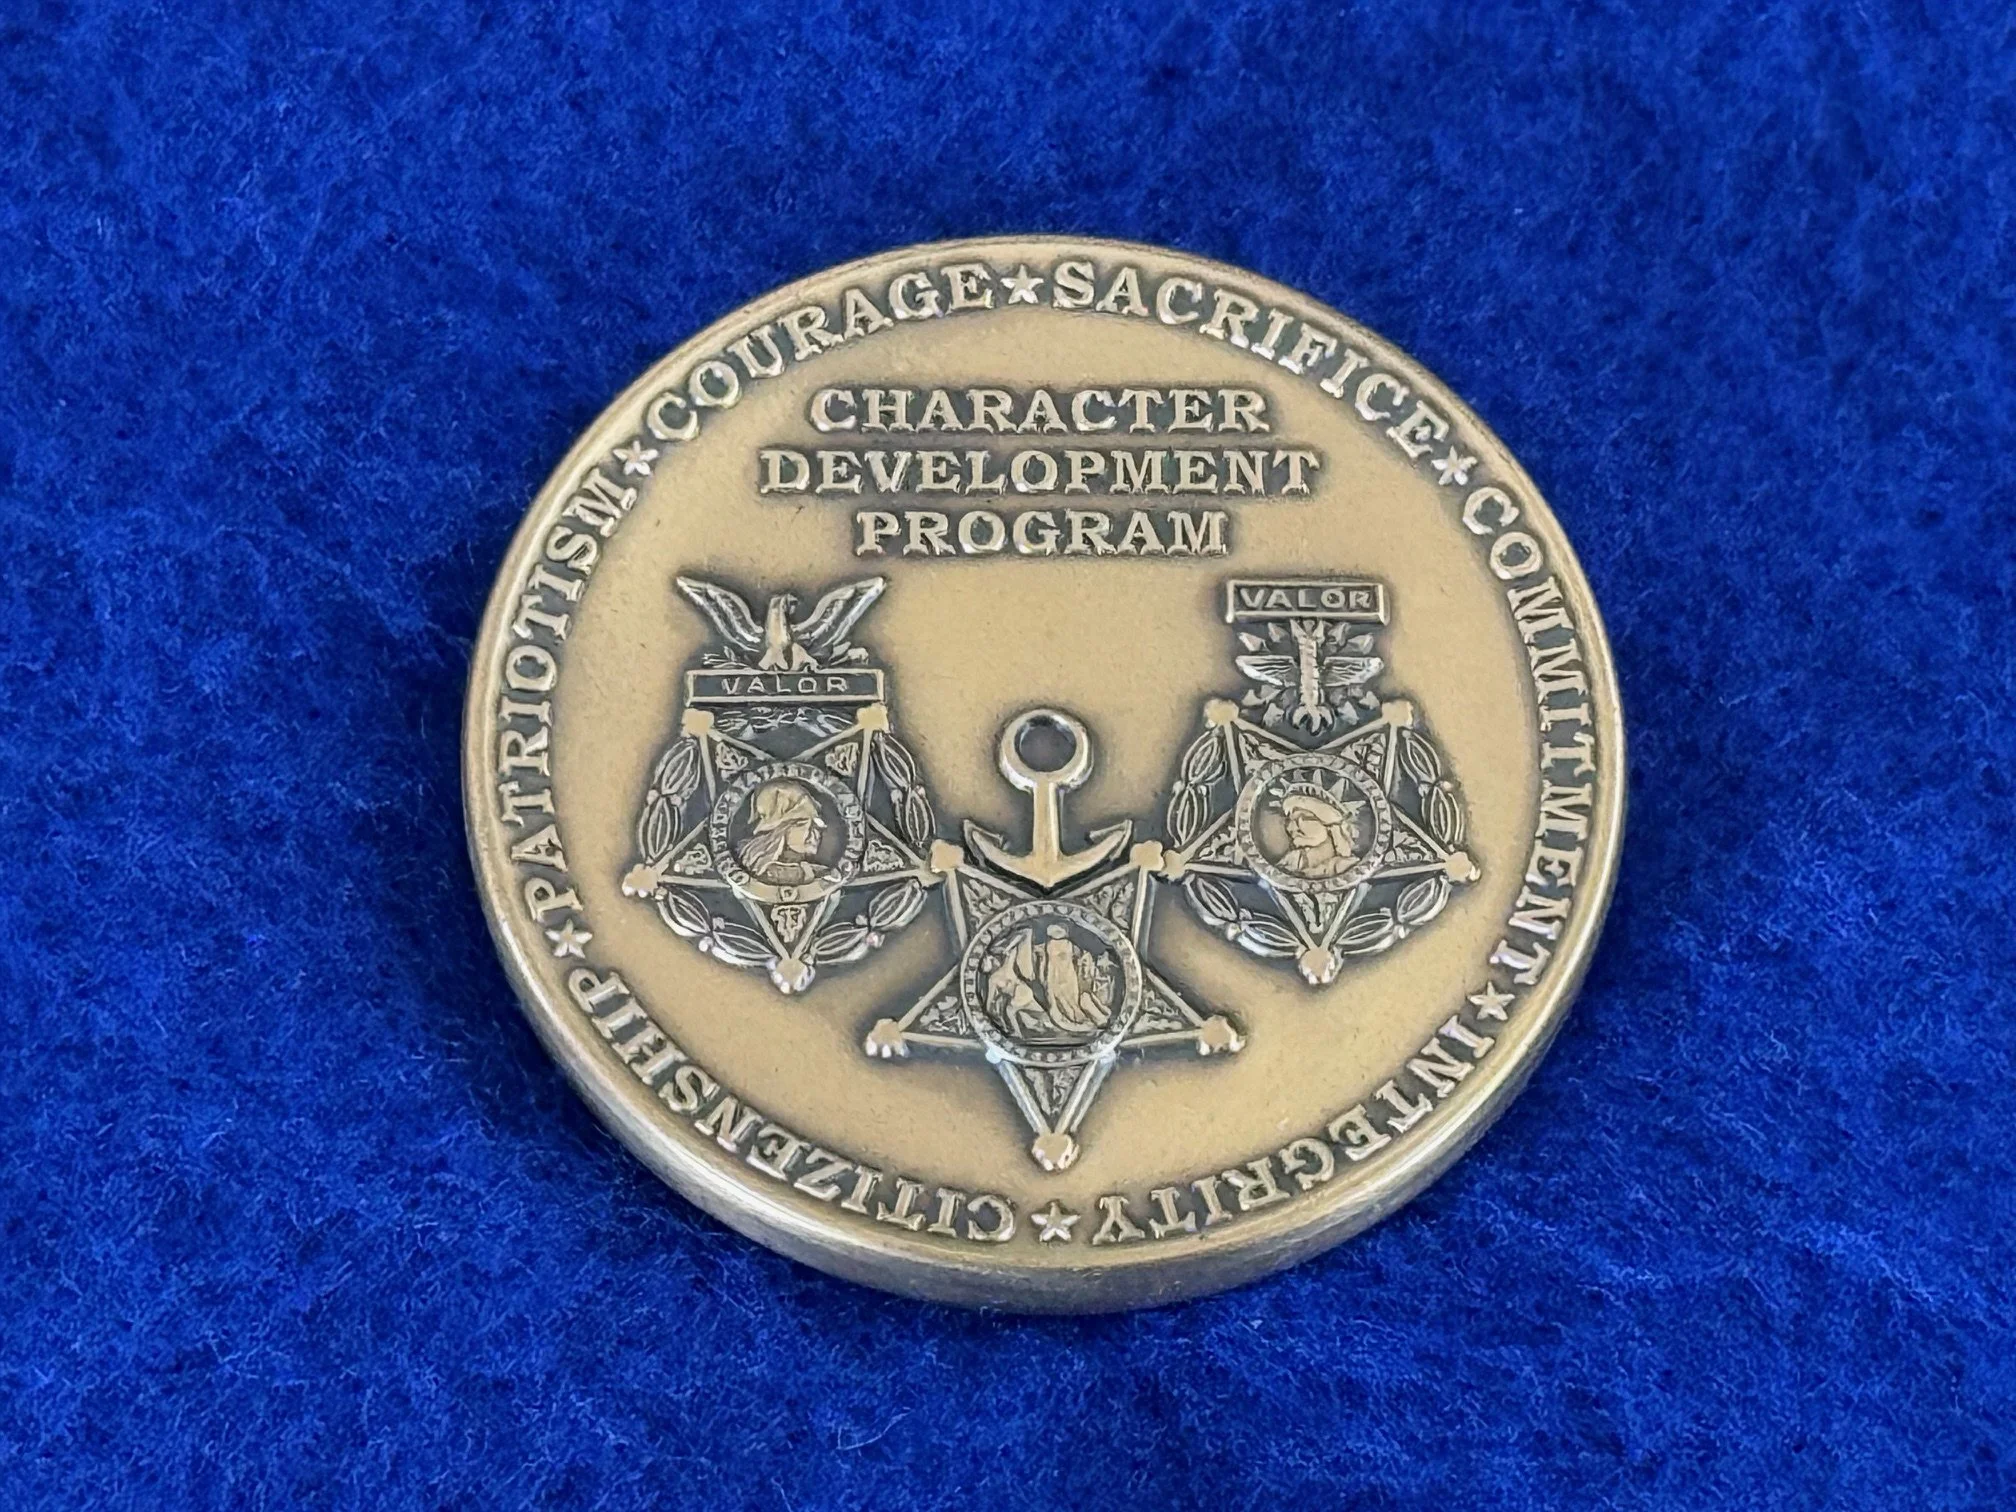 PATRIOTISM★COURAGE★SACRIFICE★COMMITMENT★INTEGRITY★CITIZENSHIP★
CHARACTER
DEVELOPMENT
PROGRAM
VALOR
VALOR